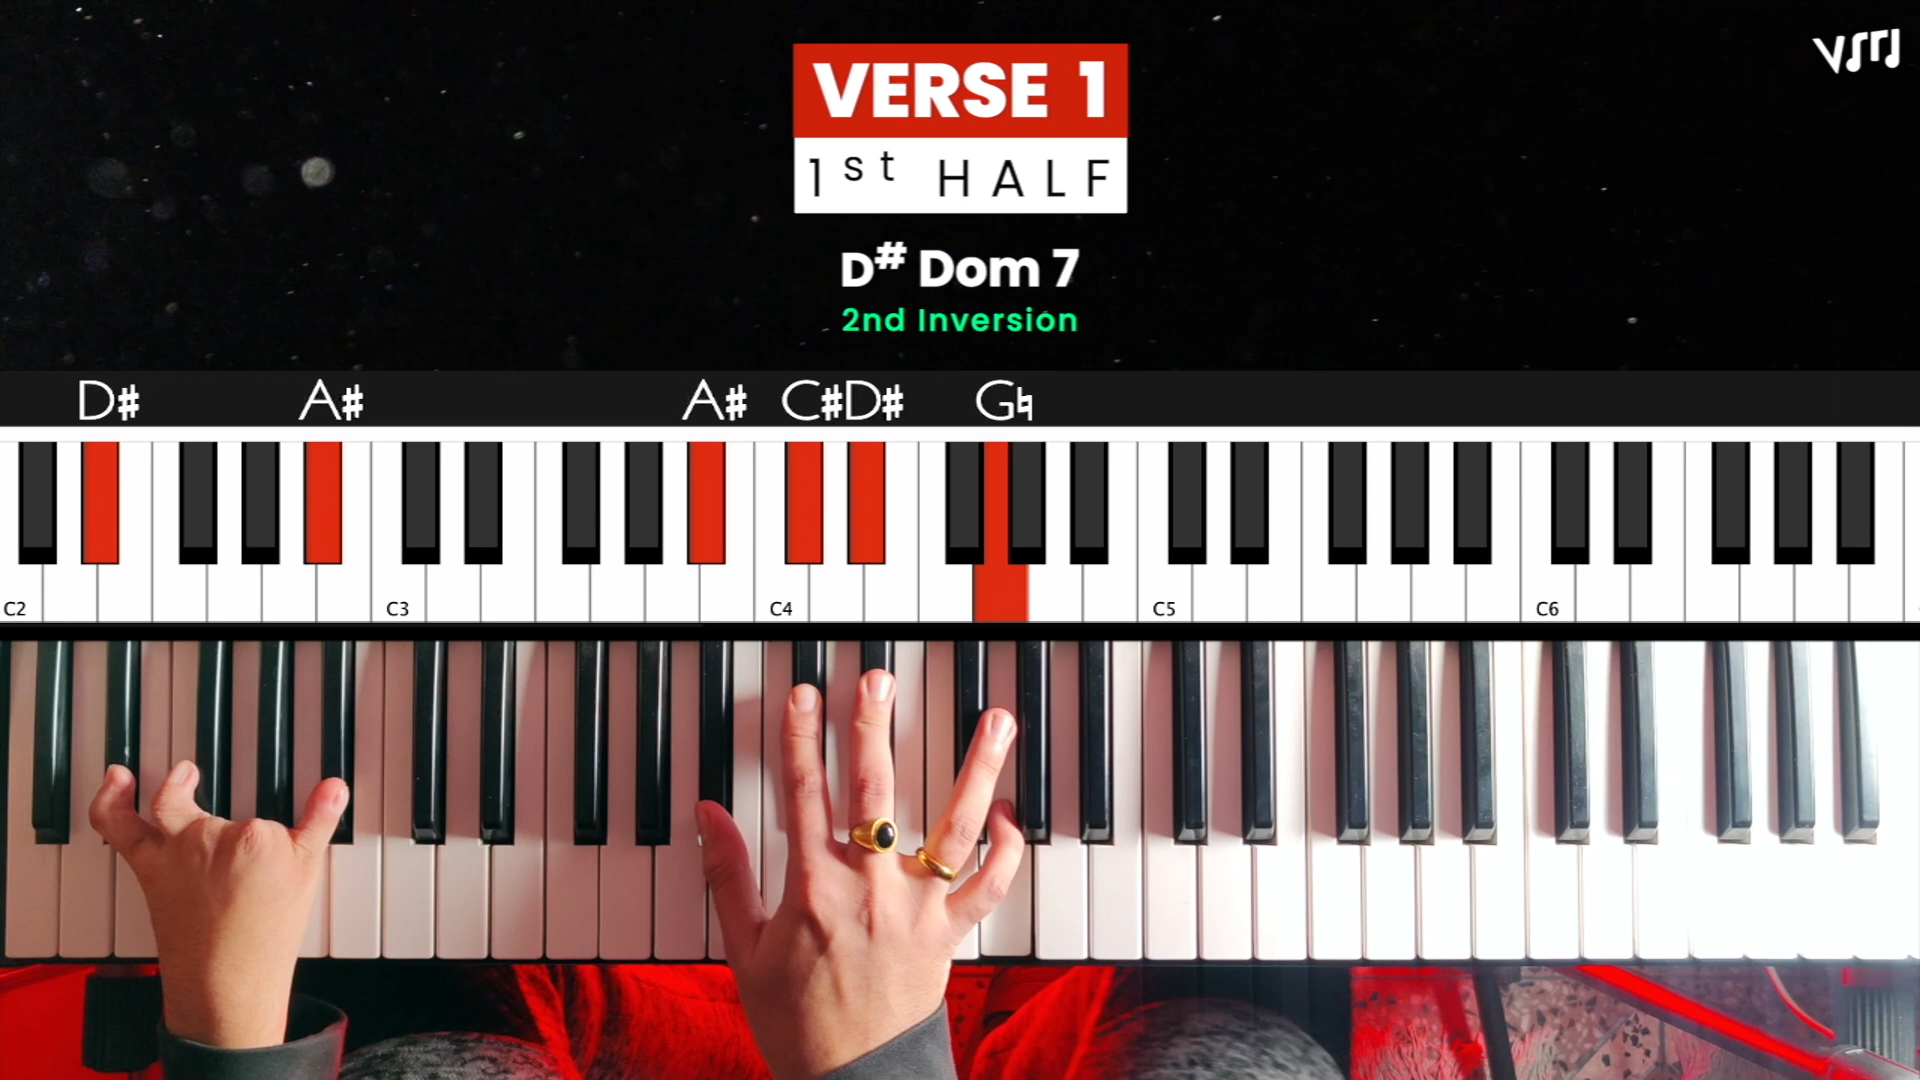 VERSE 1
1st HALF
D# Dom 7
2nd Inversion
D# A# A# C# D# G♮
C2 C3 C4 C5 C6